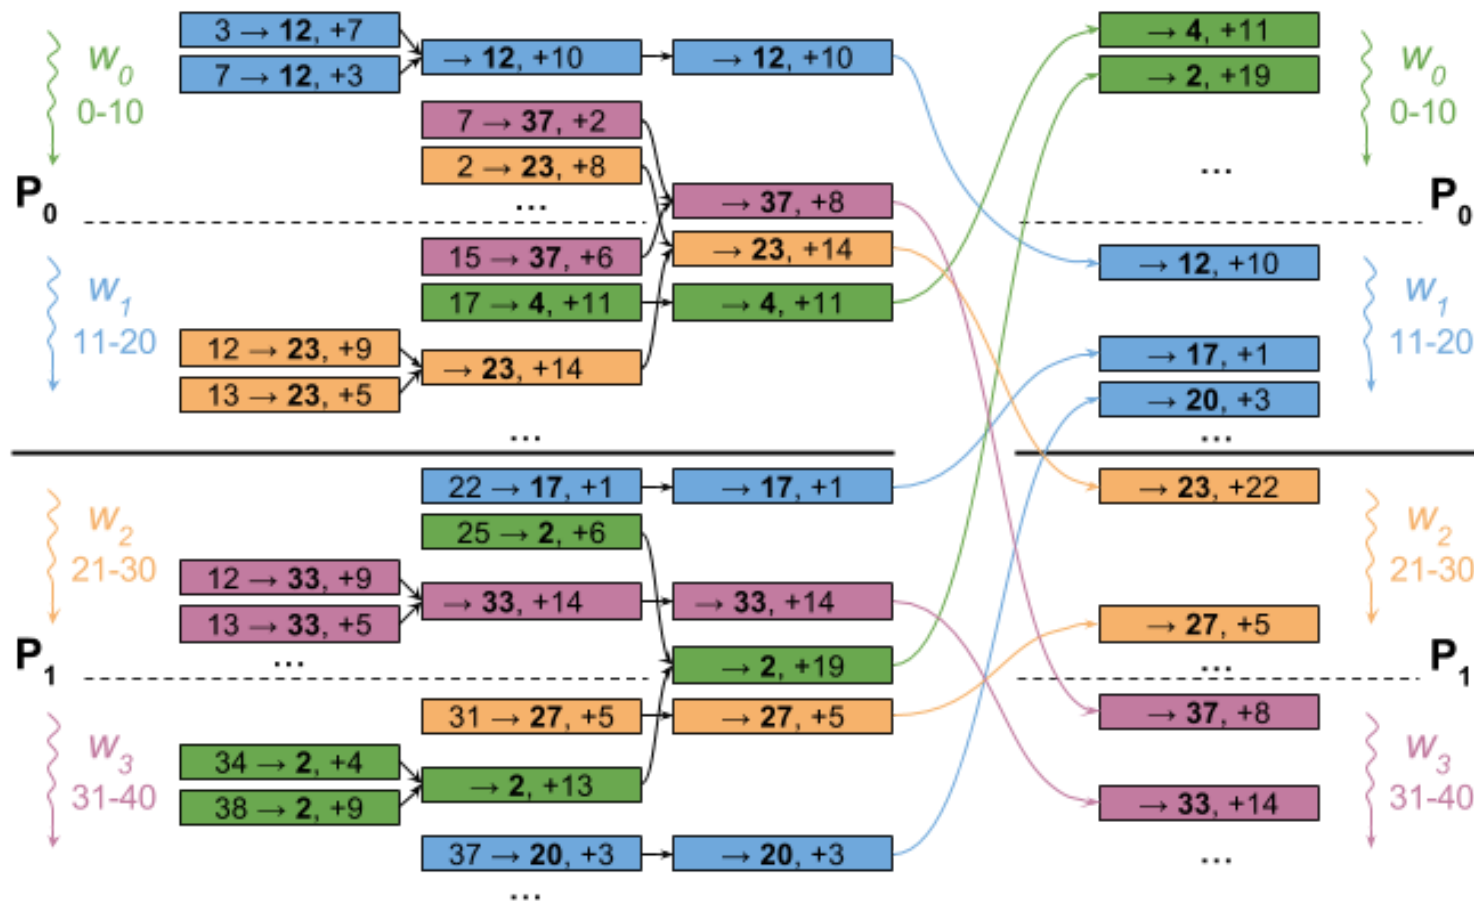 3 → 12, +7
→ 4, +11
w0
0-10
→ 12, +10
→ 12, +10
w0
0-10
7 → 12, +3
→ 2, +19
7 → 37, +2
2 → 23, +8
...
...
P0
→ 37, +8
P0
15 → 37, +6
→ 23, +14
→ 12, +10
w1
11-20
17 → 4, +11
→ 4, +11
w1
11-20
12 → 23, +9
→ 17, +1
→ 23, +14
13 → 23, +5
→ 20, +3
...
...
22 → 17, +1
→ 17, +1
→ 23, +22
w2
21-30
25 → 2, +6
w2
21-30
12 → 33, +9
→ 33, +14
→ 33, +14
13 → 33, +5
→ 27, +5
...
...
P1
→ 2, +19
P1
31 → 27, +5
→ 27, +5
→ 37, +8
w3
31-40
34 → 2, +4
w3
31-40
→ 2, +13
38 → 2, +9
→ 33, +14
37 → 20, +3
→ 20, +3
...
...